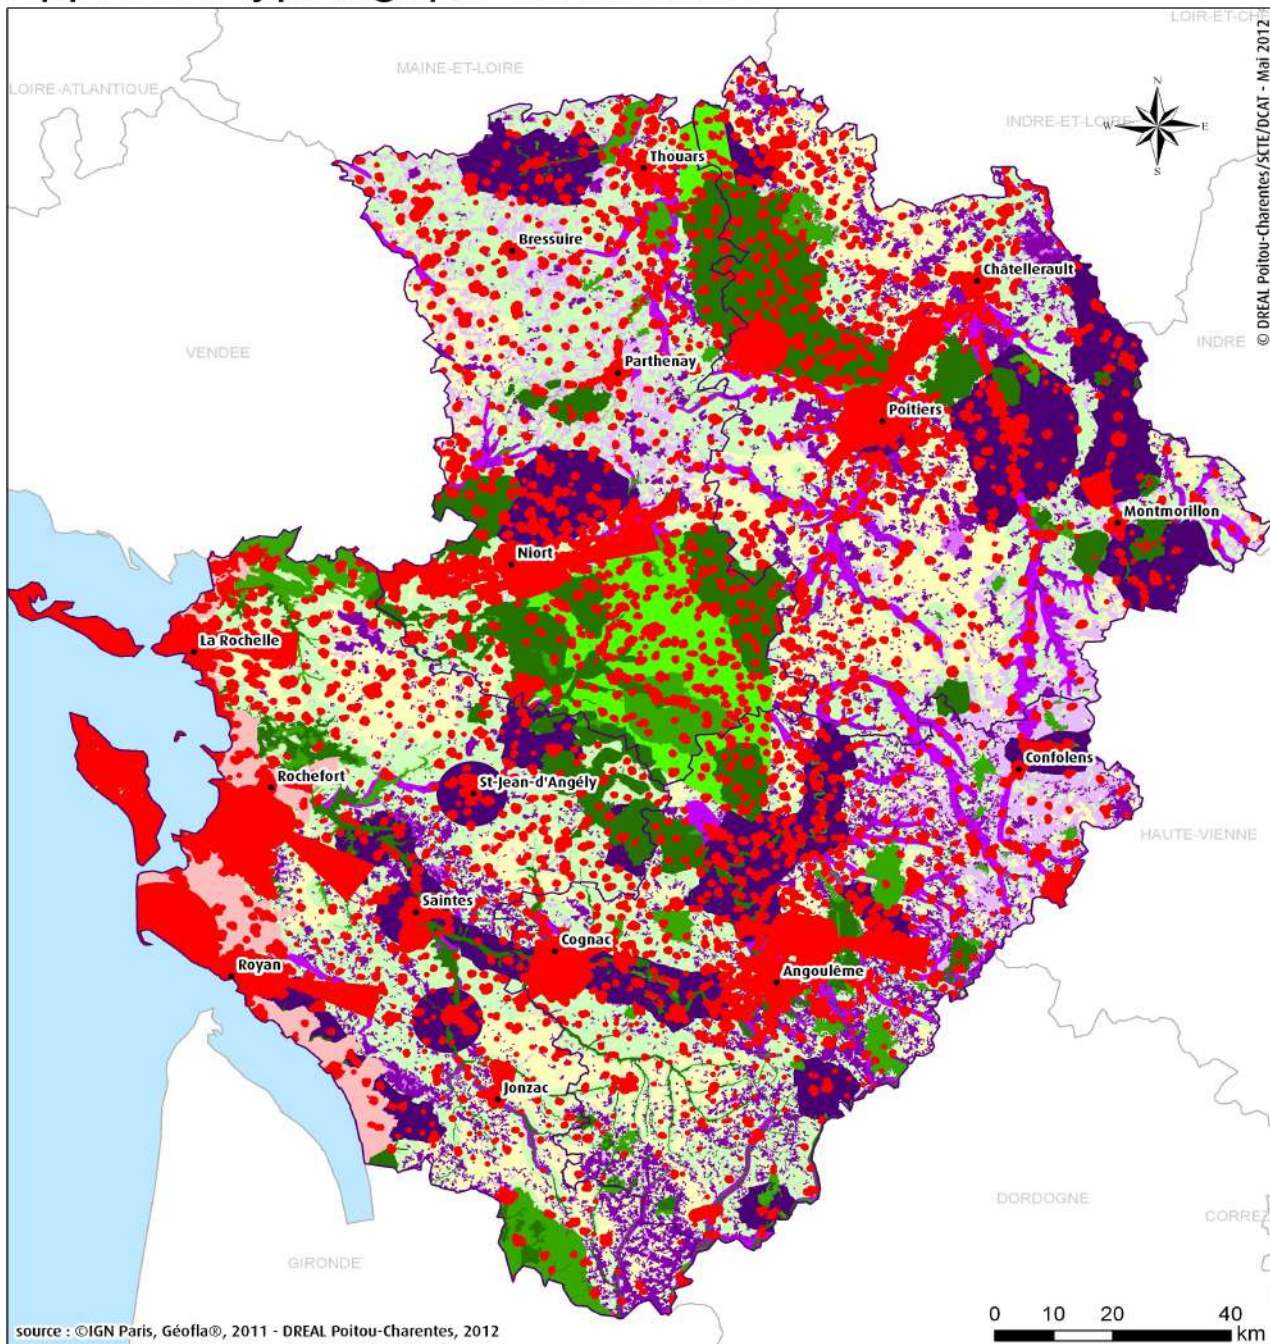 LOIR-ET-CHE
MAINE-ET-LOIRE
LOIRE-ATLANTIQUE
© DREAL Poitou-Charentes/SCTE/DCAT - Mai 2012
N
INDRE-ET-LOIRE
W
E
S
Thouars
Bressuire
Châtellerault
INDRE
VENDEE
Parthenay
Poitiers
Montmorillon
Niort
La Rochelle
Confolens
Rochefort
St-Jean-d'Angély
HAUTE-VIENNE
Saintes
Cognac
Angoulême
Royan
Jonzac
DORDOGNE
CORREZ
GIRONDE
0 10 20 40
km
source : ©IGN Paris, Géofla®, 2011 - DREAL Poitou-Charentes, 2012